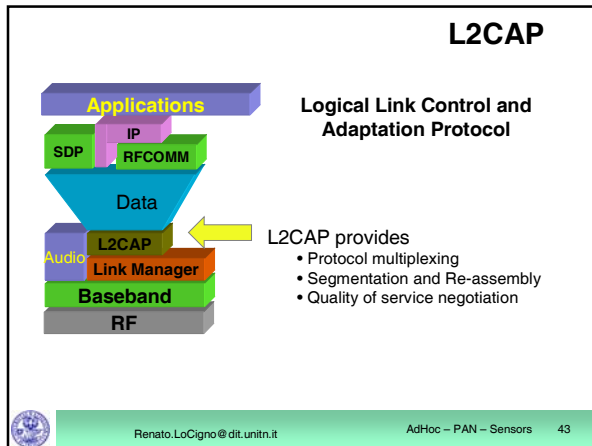 L2CAP
Applications
IP
SDP
RFCOMM
Data
L2CAP
Audio
Link Manager
Baseband
RF
Logical Link Control and
Adaptation Protocol
L2CAP provides
• Protocol multiplexing
• Segmentation and Re-assembly
• Quality of service negotiation
Renato.LoCigno@dit.unitn.it
AdHoc – PAN – Sensors 43